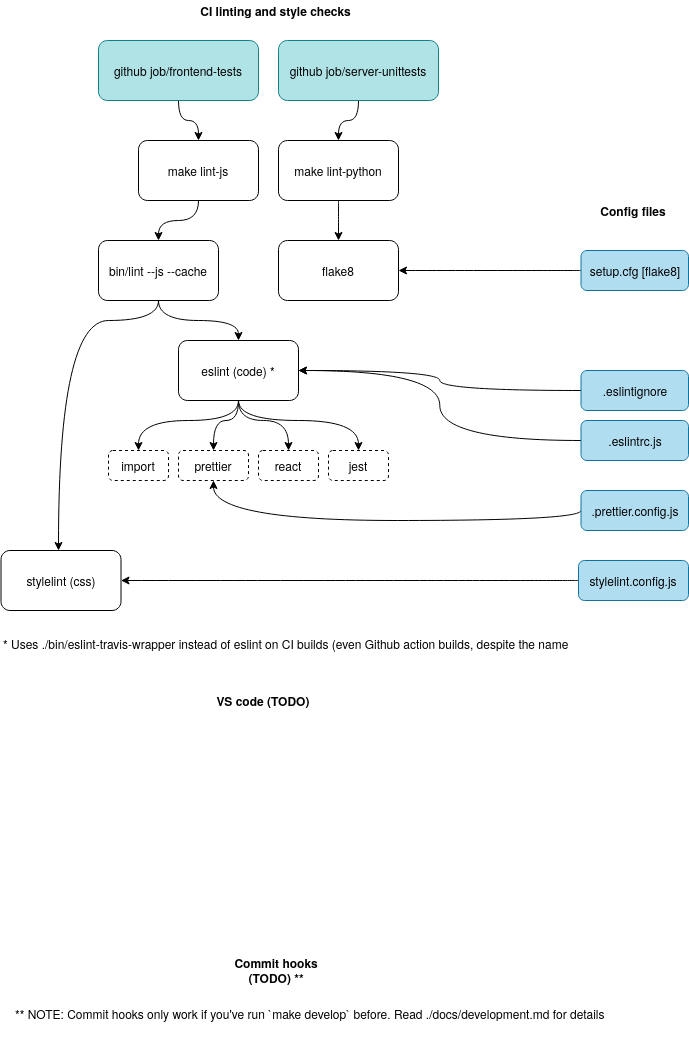 CI linting and style checks
github job/frontend-tests
github job/server-unittests
make lint-js
make lint-python
Config files
bin/lint --js --cache
flake8
setup.cfg [flake8]
eslint (code) *
.eslintignore
.eslintrc.js
import
prettier
react
jest
.prettier.config.js
stylelint (css)
stylelint.config.js
* Uses ./bin/eslint-travis-wrapper instead of eslint on CI builds (even Github action builds, despite the name
VS code (TODO)
Commit hooks
(TODO) **
** NOTE: Commit hooks only work if you've run `make develop` before. Read ./docs/development.md for details